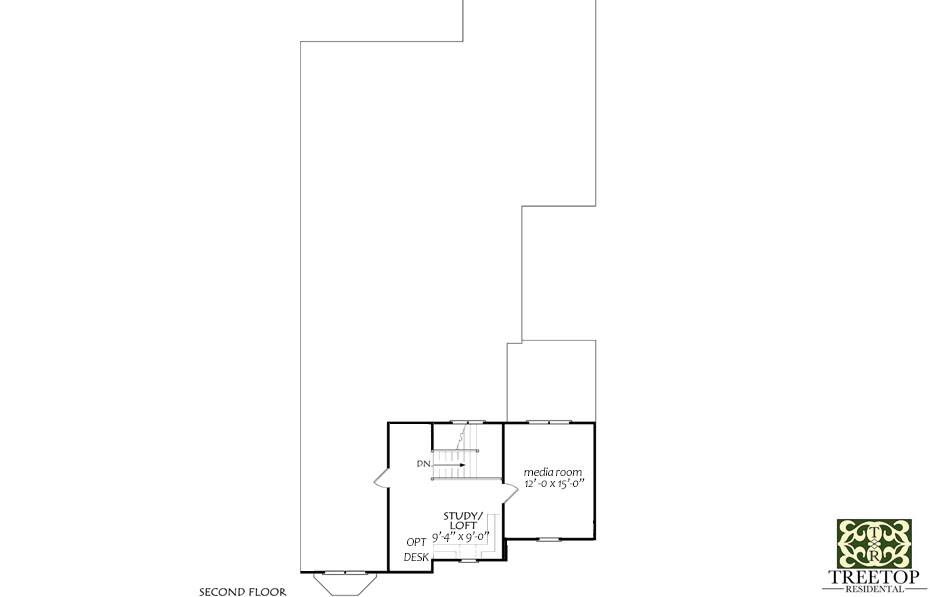 DN.
media room
12'-0 x 15'-0"
STUDY/
LOFT
9'-4" x 9'-0"
OPT
DESK
SECOND FLOOR
T
R
TREETOP
RESIDENTAL